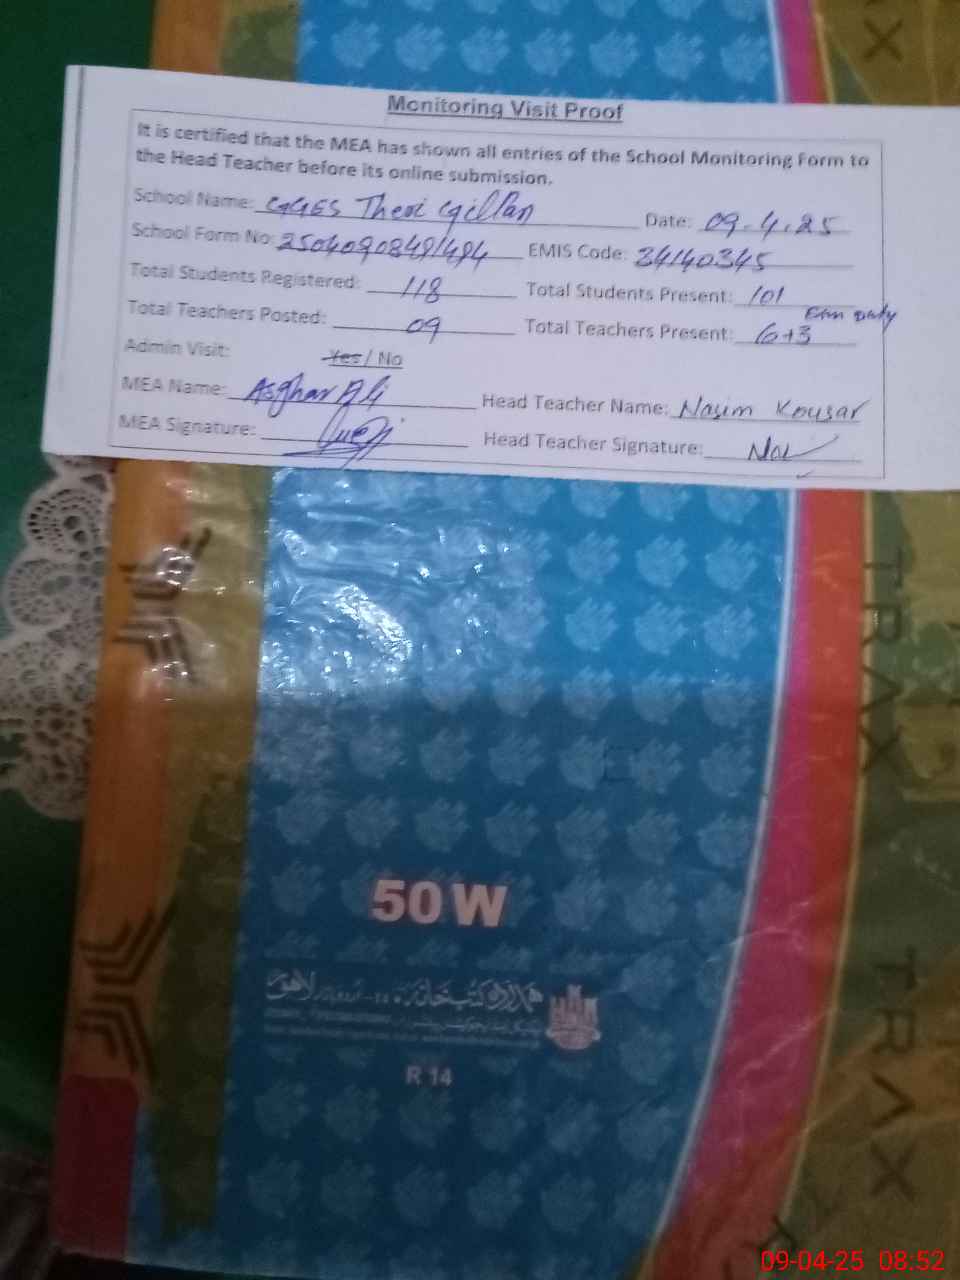 Monitoring Visit Proof
It is certified that the MEA has shown all entries of the School Monitoring Form to
the Head Teacher before its online submission.
School Name: GGES Theri Gillan Date: 09.4.25
School Form No: 25040908491494 EMIS Code: 34140345
Total Students Registered: 118 Total Students Present: 101
Total Teachers Posted: 09 Total Teachers Present: 6+3 Exm Duty
Admin Visit: Yes / No
MEA Name: Asghar Ali Head Teacher Name: Nasim Kousar
MEA Signature: Head Teacher Signature:
AX
TRAX
50 W
لاہور
R 14
TRAX
09-04-25 08:52